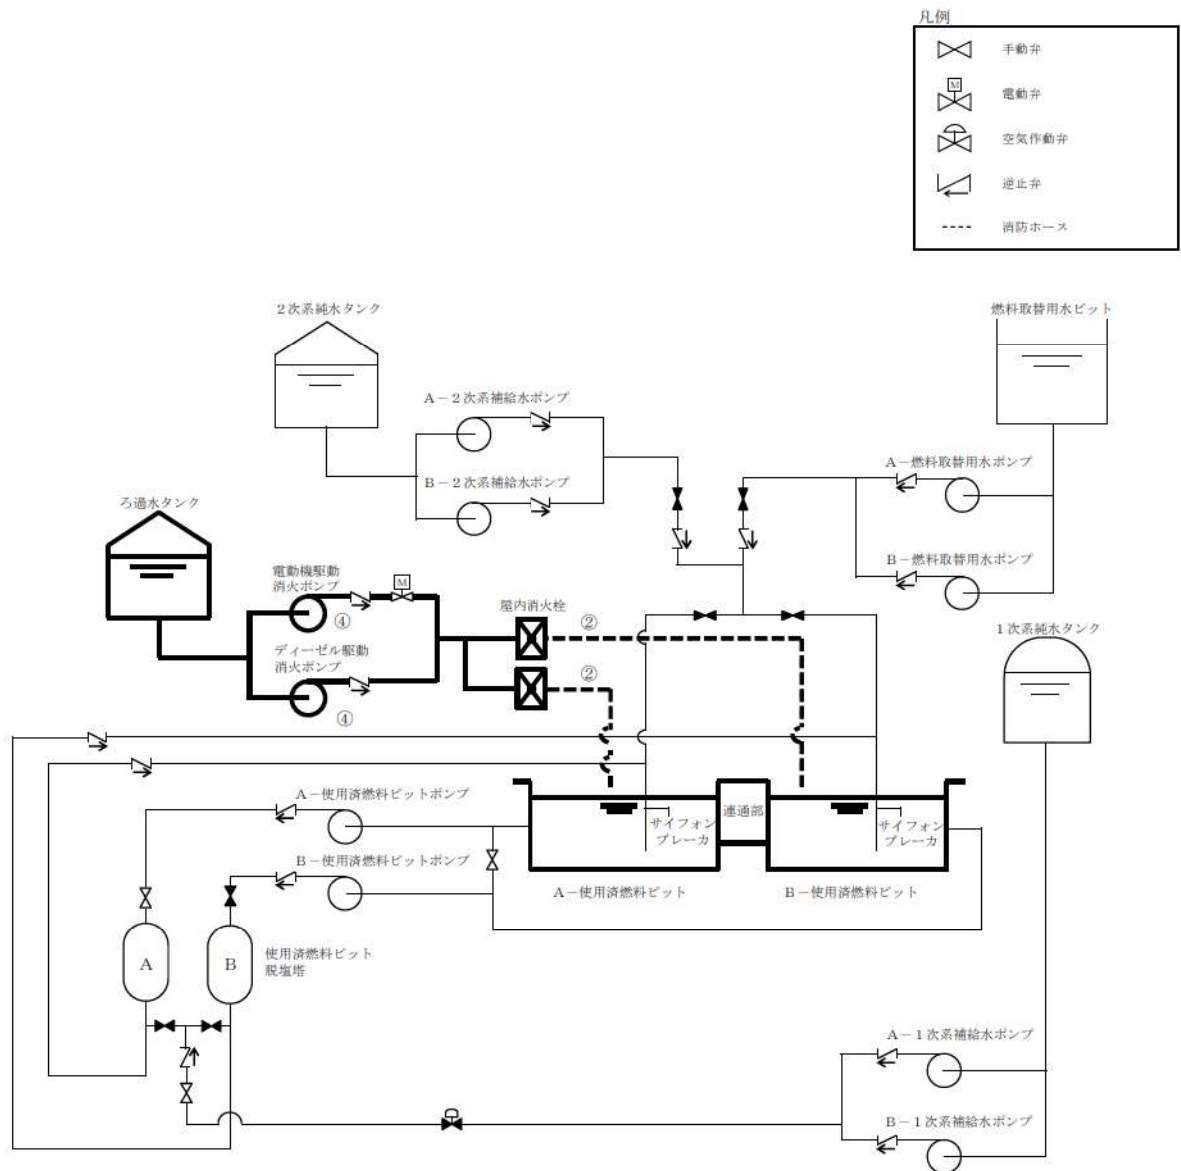 凡例
手動弁
M
電動弁
空気作動弁
逆止弁
消防ホース
2次系純水タンク
燃料取替用水ピット
A-2次系補給水ポンプ
B-2次系補給水ポンプ
A-燃料取替用水ポンプ
B-燃料取替用水ポンプ
ろ過水タンク
電動機駆動
消火ポンプ
④
M
屋内消火栓
②
②
ディーゼル駆動
消火ポンプ
④
1次系純水タンク
A-使用済燃料ピットポンプ
B-使用済燃料ピットポンプ
サイフォン
ブレーカ
連通部
サイフォン
ブレーカ
A-使用済燃料ピット
B-使用済燃料ピット
A
B
使用済燃料ピット
脱塩塔
A-1次系補給水ポンプ
B-1次系補給水ポンプ